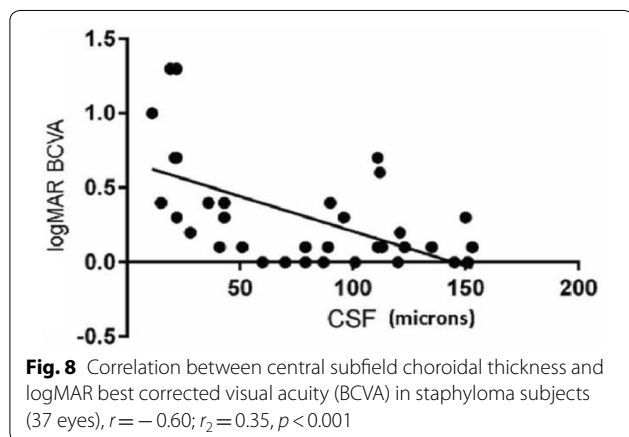 1.5
1.0
0.5
0.0
-0.5
logMAR BCVA
50
100
150
200
CSF (microns)
Fig. 8 Correlation between central subfield choroidal thickness and
logMAR best corrected visual acuity (BCVA) in staphyloma subjects
(37 eyes), r = − 0.60; r₂ = 0.35, p < 0.001